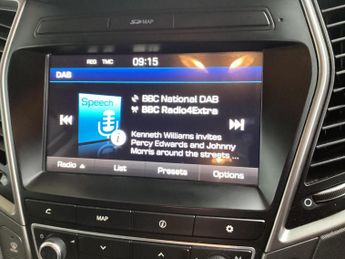 SD MAP
REG TMC 09:15
DAB
Speech
BBC National DAB
BBC Radio4Extra
Kenneth Williams invites
Percy Edwards and Johnny
Morris around the streets ...
Radio List Presets Options
MAP